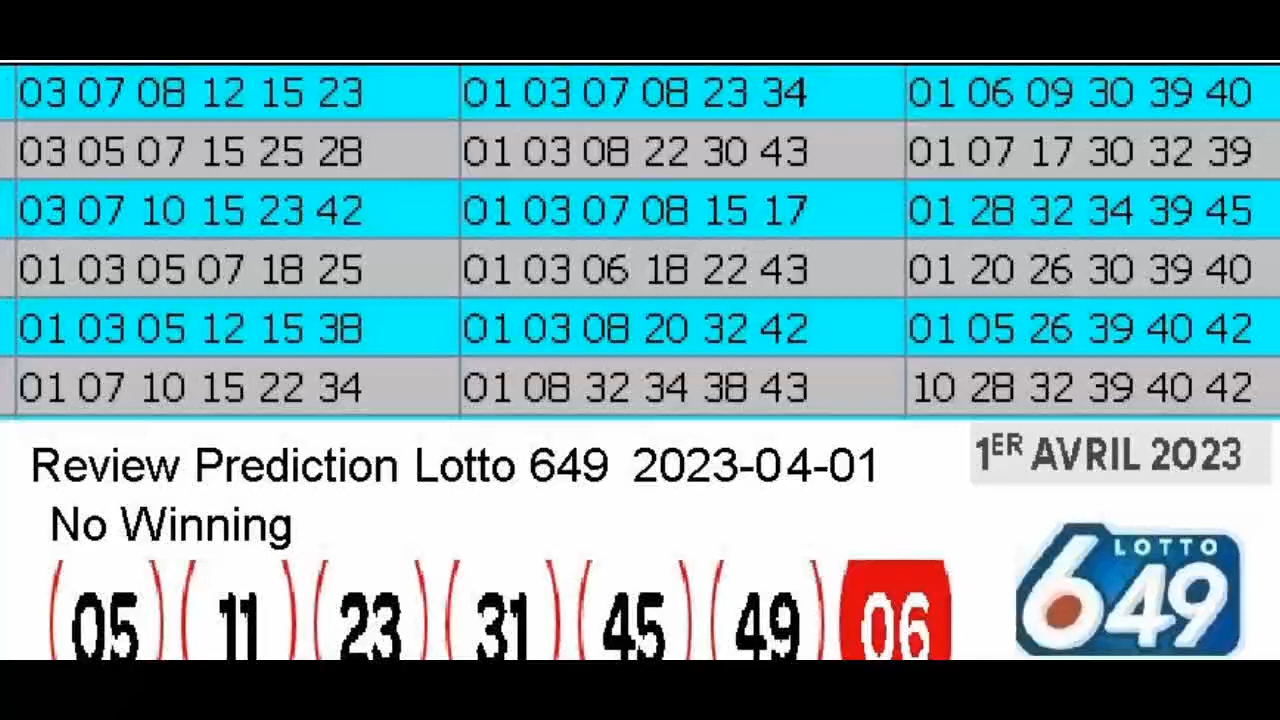 03 07 08 12 15 23 01 03 07 08 23 34 01 06 09 30 39 40
03 05 07 15 25 28 01 03 08 22 30 43 01 07 17 30 32 39
03 07 10 15 23 42 01 03 07 08 15 17 01 28 32 34 39 45
01 03 05 07 18 25 01 03 06 18 22 43 01 20 26 30 39 40
01 03 05 12 15 38 01 03 08 20 32 42 01 05 26 39 40 42
01 07 10 15 22 34 01 08 32 34 38 43 10 28 32 39 40 42
Review Prediction Lotto 649 2023-04-01
1ER AVRIL 2023
No Winning
LOTTO
649
05 11 23 31 45 49 06